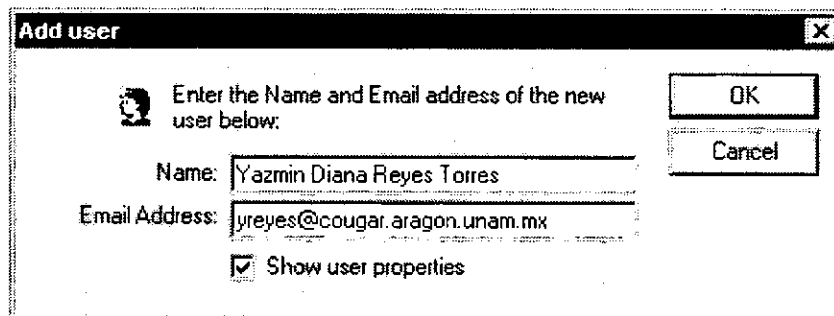 Add user
Enter the Name and Email address of the new
user below:
OK
Cancel
Name: Yazmin Diana Reyes Torres
Email Address: yreyes@cougar.aragon.unam.mx
Show user properties